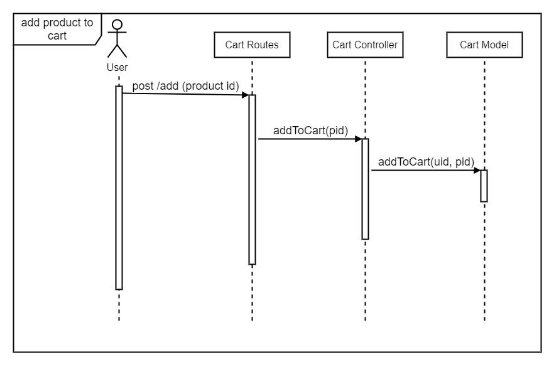 add product to
cart
User
Cart Routes
Cart Controller
Cart Model
post /add (product id)
addToCart(pid)
addToCart(uid, pid)